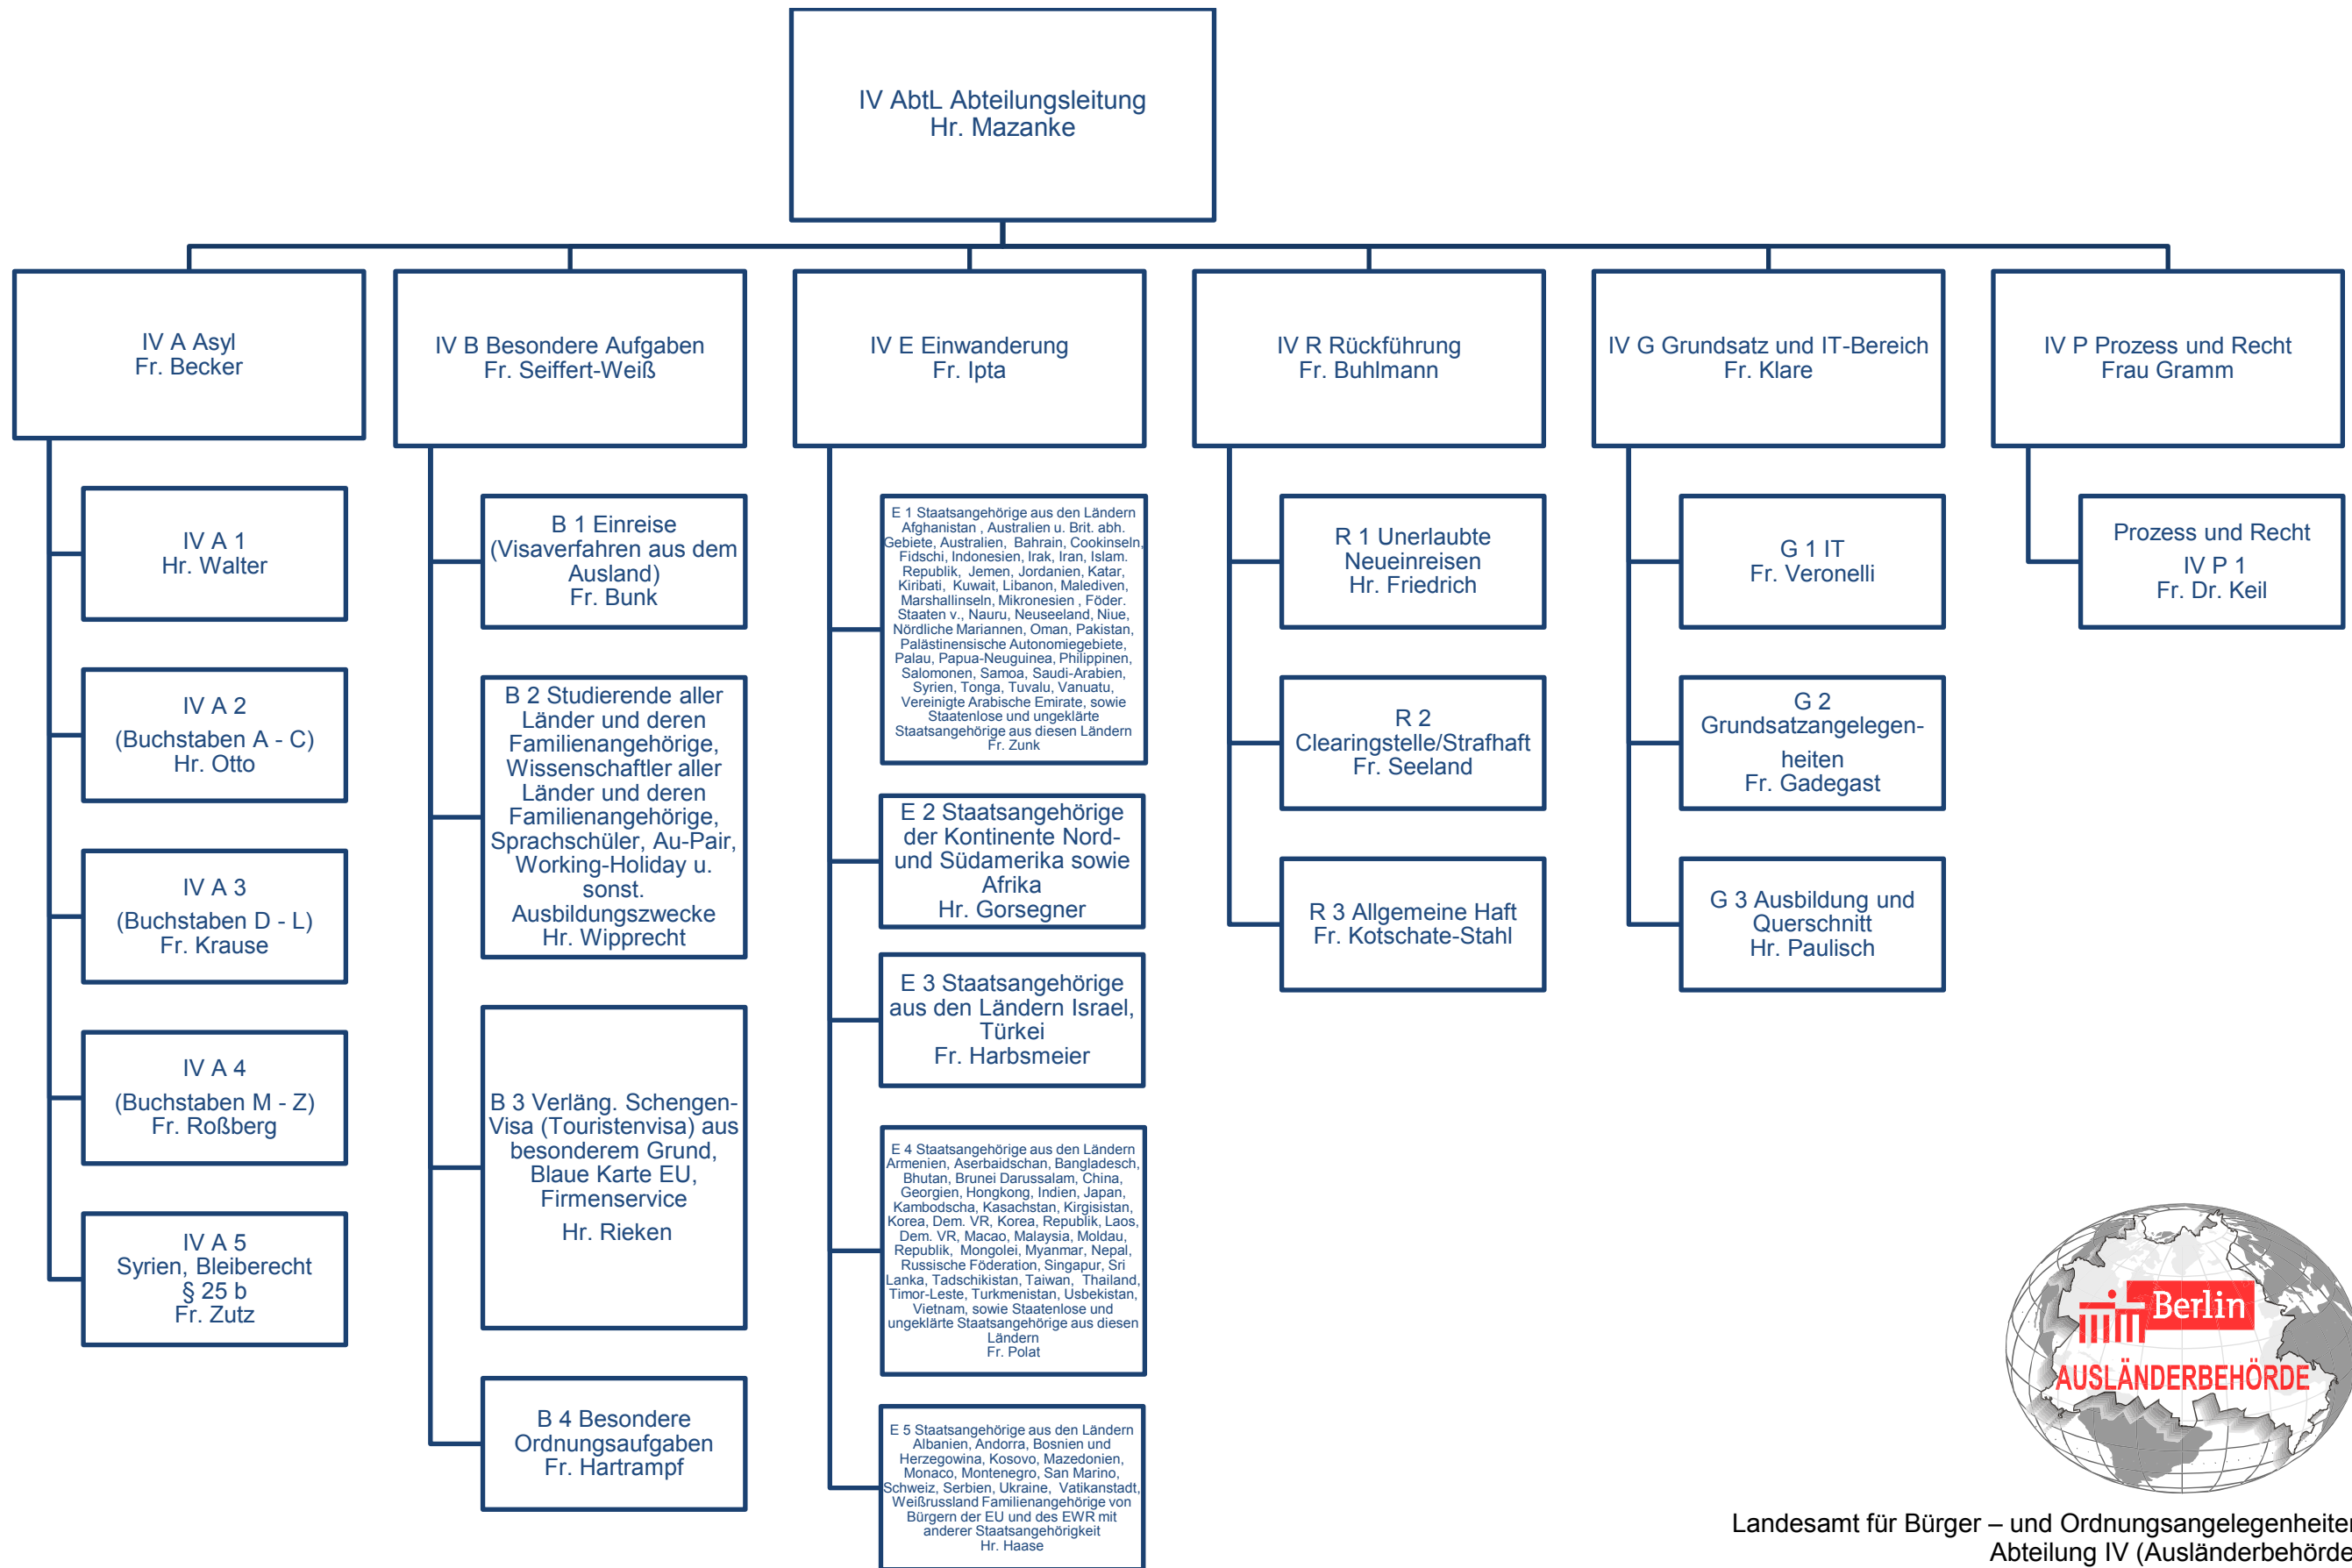 IV AbtL Abteilungsleitung
Hr. Mazanke
IV A Asyl
Fr. Becker
IV A 1
Hr. Walter
IV A 2
(Buchstaben A - C)
Hr. Otto
IV A 3
(Buchstaben D - L)
Fr. Krause
IV A 4
(Buchstaben M - Z)
Fr. Roßberg
IV A 5
Syrien, Bleiberecht
§ 25 b
Fr. Zutz
IV B Besondere Aufgaben
Fr. Seiffert-Weiß
B 1 Einreise
(Visaverfahren aus dem
Ausland)
Fr. Bunk
B 2 Studierende aller
Länder und deren
Familienangehörige,
Wissenschaftler aller
Länder und deren
Familienangehörige,
Sprachschüler, Au-Pair,
Working-Holiday u.
sonst.
Ausbildungszwecke
Hr. Wipprecht
B 3 Verläng. Schengen-
Visa (Touristenvisa) aus
besonderem Grund,
Blaue Karte EU,
Firmenservice
Hr. Rieken
B 4 Besondere
Ordnungsaufgaben
Fr. Hartrampf
IV E Einwanderung
Fr. Ipta
E 1 Staatsangehörige aus den Ländern
Afghanistan , Australien u. Brit. abh.
Gebiete, Australien, Bahrain, Cookinseln,
Fidschi, Indonesien, Irak, Iran, Islam.
Republik, Jemen, Jordanien, Katar,
Kiribati, Kuwait, Libanon, Malediven,
Marshallinseln, Mikronesien , Föder.
Staaten v., Nauru, Neuseeland, Niue,
Nördliche Mariannen, Oman, Pakistan,
Palästinensische Autonomiegebiete,
Palau, Papua-Neuguinea, Philippinen,
Salomonen, Samoa, Saudi-Arabien,
Syrien, Tonga, Tuvalu, Vanuatu,
Vereinigte Arabische Emirate, sowie
Staatenlose und ungeklärte
Staatsangehörige aus diesen Ländern
Fr. Zunk
E 2 Staatsangehörige
der Kontinente Nord-
und Südamerika sowie
Afrika
Hr. Gorsegner
E 3 Staatsangehörige
aus den Ländern Israel,
Türkei
Fr. Harbsmeier
E 4 Staatsangehörige aus den Ländern
Armenien, Aserbaidschan, Bangladesch,
Bhutan, Brunei Darussalam, China,
Georgien, Hongkong, Indien, Japan,
Kambodscha, Kasachstan, Kirgisistan,
Korea, Dem. VR, Korea, Republik, Laos,
Dem. VR, Macao, Malaysia, Moldau,
Republik, Mongolei, Myanmar, Nepal,
Russische Föderation, Singapur, Sri
Lanka, Tadschikistan, Taiwan, Thailand,
Timor-Leste, Turkmenistan, Usbekistan,
Vietnam, sowie Staatenlose und
ungeklärte Staatsangehörige aus diesen
Ländern
Fr. Polat
E 5 Staatsangehörige aus den Ländern
Albanien, Andorra, Bosnien und
Herzegowina, Kosovo, Mazedonien,
Monaco, Montenegro, San Marino,
Schweiz, Serbien, Ukraine, Vatikanstadt,
Weißrussland Familienangehörige von
Bürgern der EU und des EWR mit
anderer Staatsangehörigkeit
Hr. Haase
IV R Rückführung
Fr. Buhlmann
R 1 Unerlaubte
Neueinreisen
Hr. Friedrich
R 2
Clearingstelle/Strafhaft
Fr. Seeland
R 3 Allgemeine Haft
Fr. Kotschate-Stahl
IV G Grundsatz und IT-Bereich
Fr. Klare
G 1 IT
Fr. Veronelli
G 2
Grundsatzangelegen-
heiten
Fr. Gadegast
G 3 Ausbildung und
Querschnitt
Hr. Paulisch
IV P Prozess und Recht
Frau Gramm
Prozess und Recht
IV P 1
Fr. Dr. Keil
Berlin
AUSLÄNDERBEHÖRDE
Landesamt für Bürger – und Ordnungsangelegenheiten
Abteilung IV (Ausländerbehörde